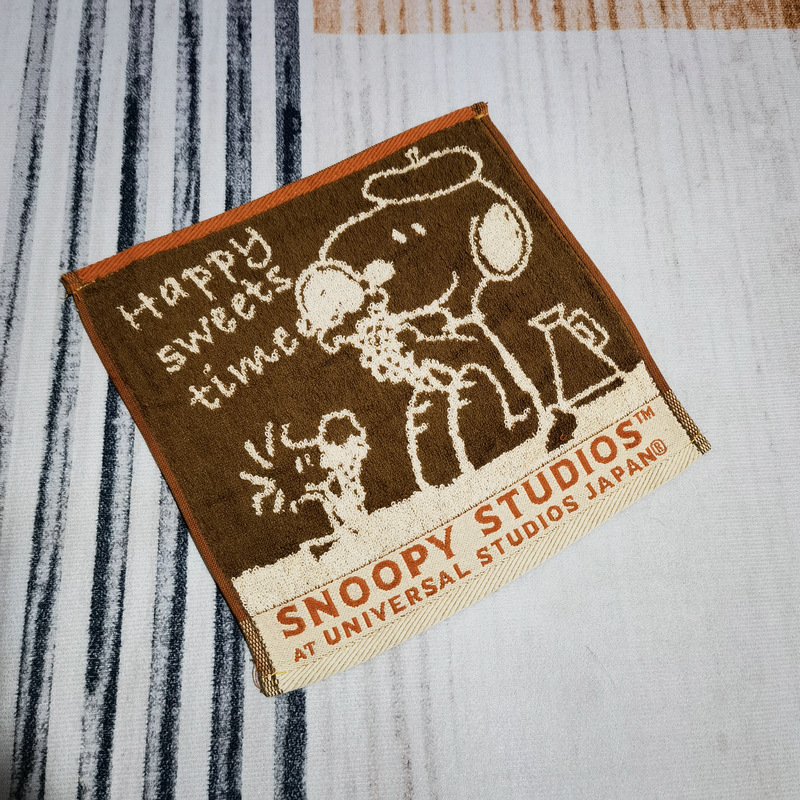 Happy
sweets
time
SNOOPY STUDIOS™
AT UNIVERSAL STUDIOS JAPAN®